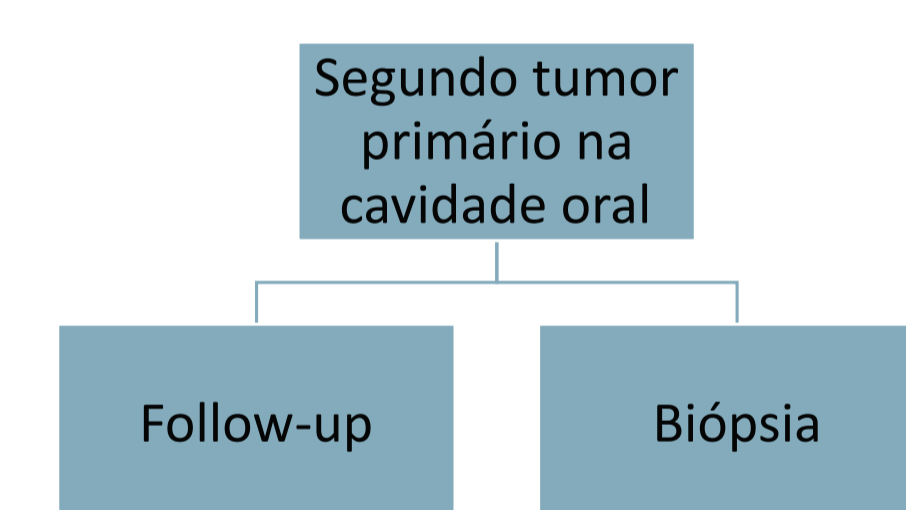 Segundo tumor
primário na
cavidade oral
Follow-up
Biópsia